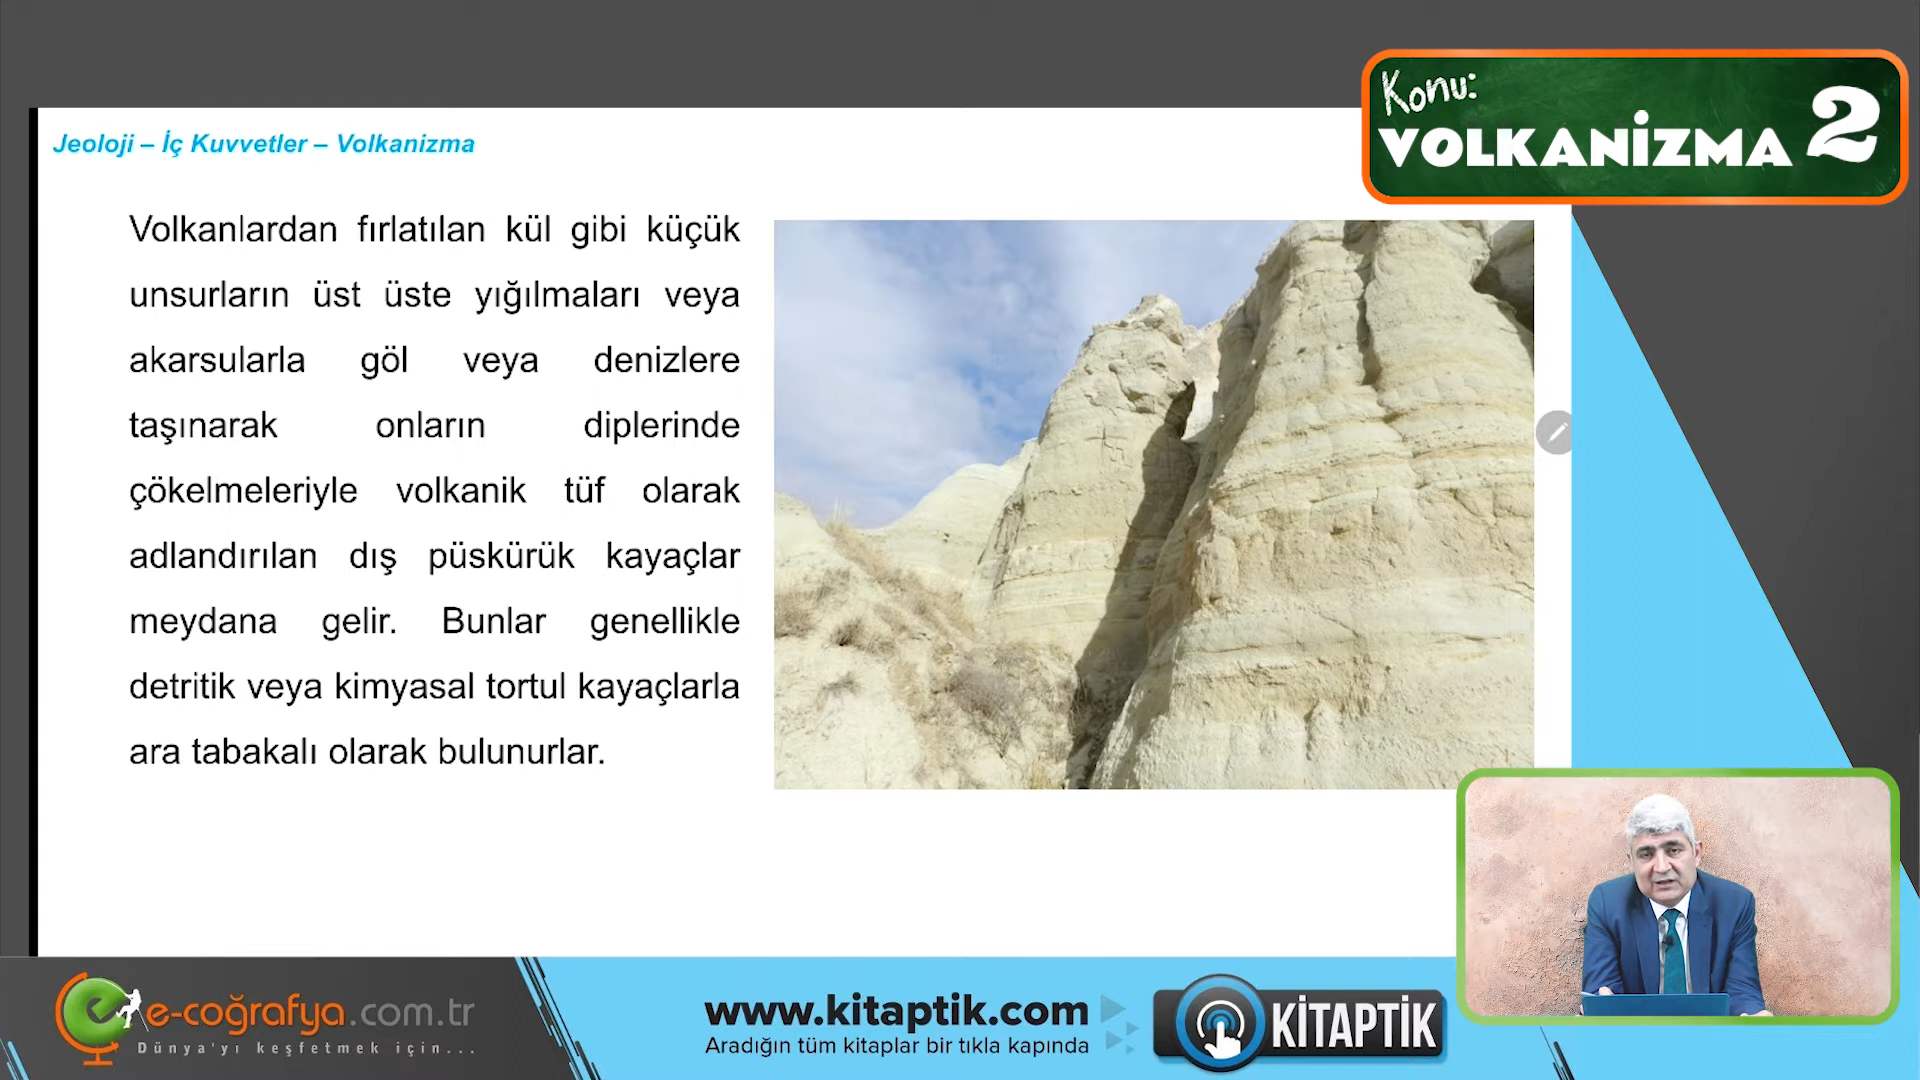 Konu:
VOLKANİZMA 2
Jeoloji – İç Kuvvetler – Volkanizma
Volkanlardan fırlatılan kül gibi küçük
unsurların üst üste yığılmaları veya
akarsularla göl veya denizlere
taşınarak onların diplerinde
çökelmeleriyle volkanik tüf olarak
adlandırılan dış püskürük kayaçlar
meydana gelir. Bunlar genellikle
detritik veya kimyasal tortul kayaçlarla
ara tabakalı olarak bulunurlar.
e-coğrafya.com.tr
Dünya'yı keşfetmek için...
www.kitaptik.com
Aradığın tüm kitaplar bir tıkla kapında
KİTAPTIK